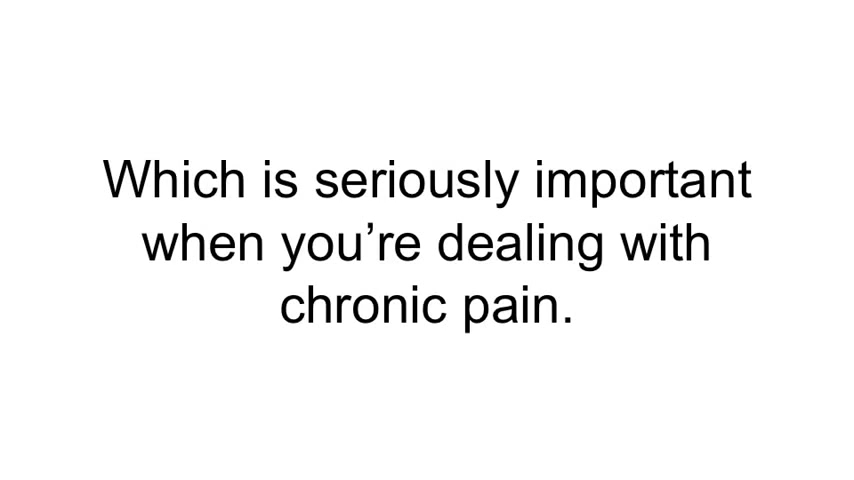 Which is seriously important
when you’re dealing with
chronic pain.